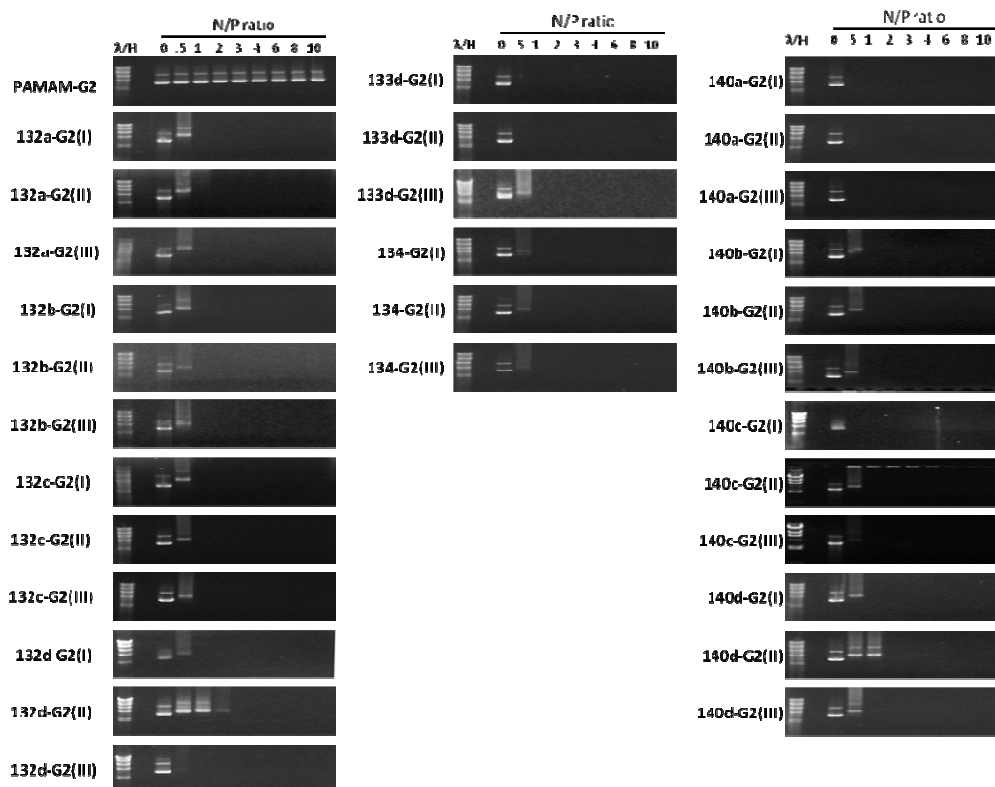 N/P ratio
λ/H 0 .5 1 2 3 4 6 8 10
PAMAM-G2
132a-G2(I)
132a-G2(II)
132a-G2(III)
132b-G2(I)
132b-G2(II)
132b-G2(III)
132c-G2(I)
132c-G2(II)
132c-G2(III)
132d G2(I)
132d-G2(II)
132d-G2(III)
N/P ratio
λ/H 0 5 1 2 3 4 6 8 10
133d-G2(I)
133d-G2(II)
133d-G2(III)
134-G2(I)
134-G2(II)
134-G2(III)
N/P ratio
λ/H 0 5 1 2 3 4 6 8 10
140a-G2(I)
140a-G2(II)
140a-G2(III)
140b-G2(I)
140b-G2(II)
140b-G2(III)
140c-G2(I)
140c-G2(II)
140c-G2(III)
140d-G2(I)
140d-G2(II)
140d-G2(III)